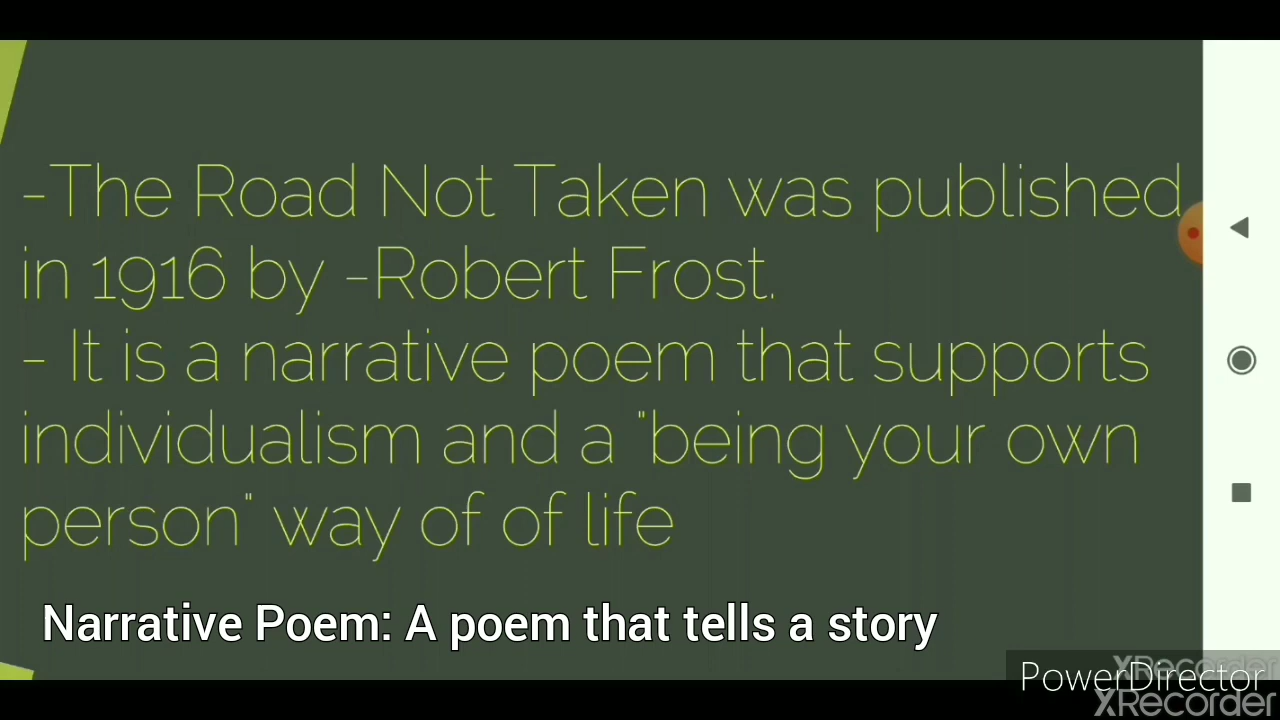 -The Road Not Taken was published
in 1916 by -Robert Frost.
- It is a narrative poem that supports
individualism and a "being your own
person" way of of life
Narrative Poem: A poem that tells a story
XRecorder
PowerDirector
XRecorder